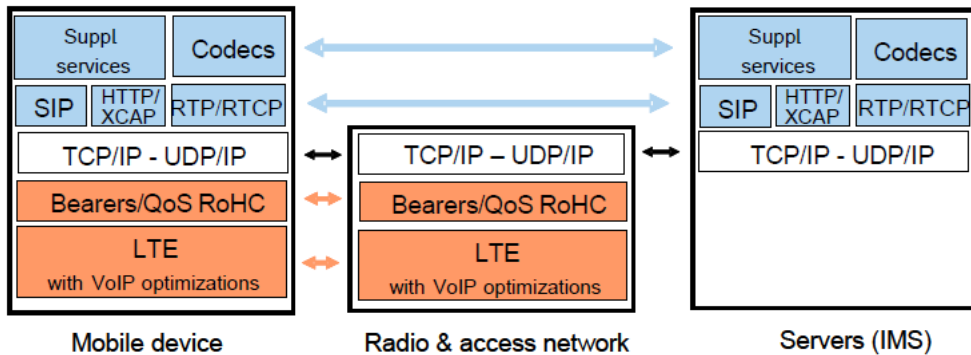 Suppl
services
Codecs
SIP
HTTP/
XCAP
RTP/RTCP
TCP/IP - UDP/IP
Bearers/QoS RoHC
LTE
with VoIP optimizations
Mobile device
TCP/IP – UDP/IP
Bearers/QoS RoHC
LTE
with VoIP optimizations
Radio & access network
Suppl
services
Codecs
SIP
HTTP/
XCAP
RTP/RTCP
TCP/IP - UDP/IP
Servers (IMS)